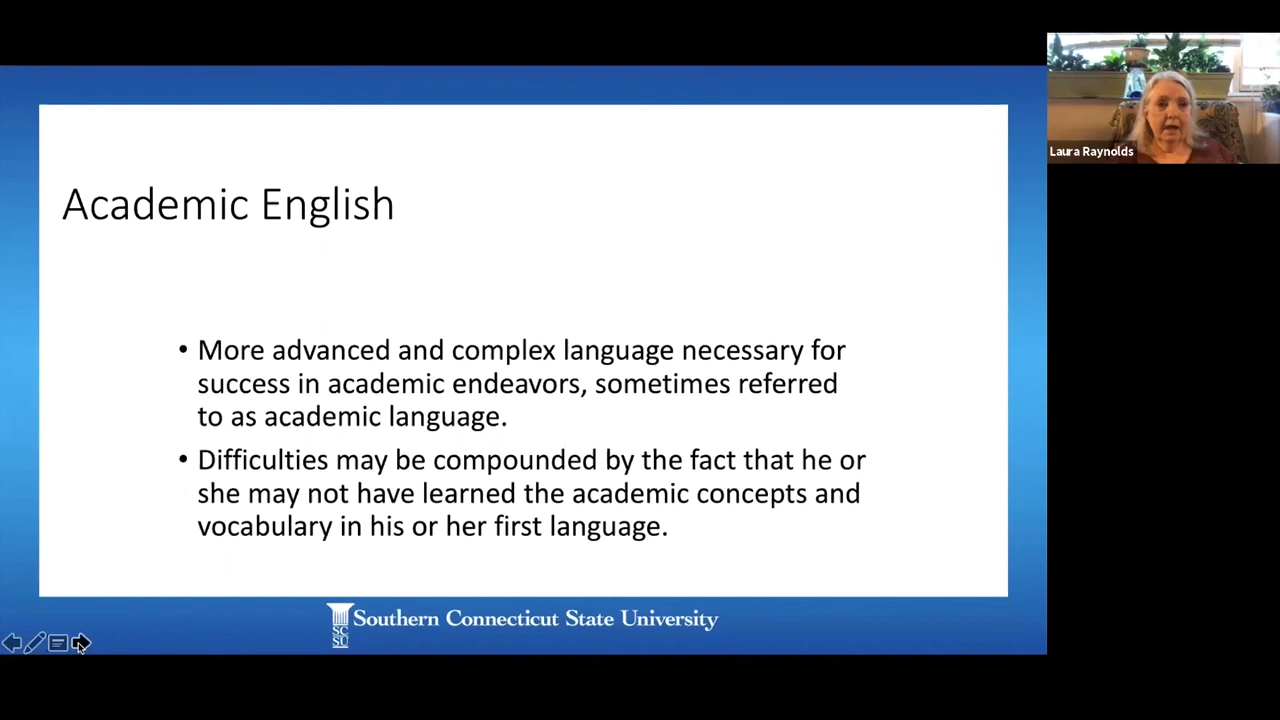 Laura Raynolds
Academic English
• More advanced and complex language necessary for
success in academic endeavors, sometimes referred
to as academic language.
• Difficulties may be compounded by the fact that he or
she may not have learned the academic concepts and
vocabulary in his or her first language.
SC
SC
Southern Connecticut State University